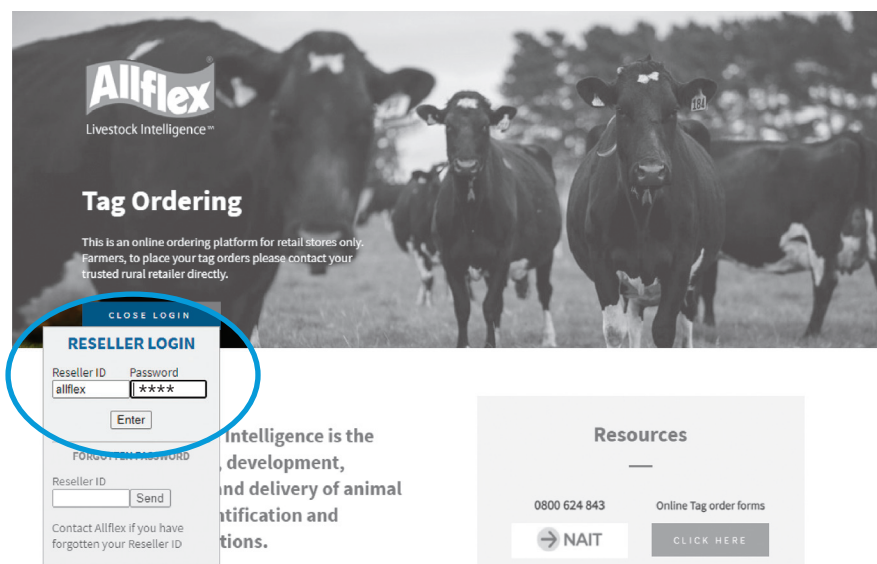 Allflex®
Livestock Intelligence™
184
Tag Ordering
This is an online ordering platform for retail stores only.
Farmers, to place your tag orders please contact your
trusted rural retailer directly.
CLOSE LOGIN
RESELLER LOGIN
Reseller ID Password
allflex ****
Enter
FORGOTTEN PASSWORD
Reseller ID
Send
Contact Allflex if you have
forgotten your Reseller ID
Intelligence is the
, development,
and delivery of animal
ntification and
tions.
Resources
0800 624 843 Online Tag order forms
NAIT CLICK HERE